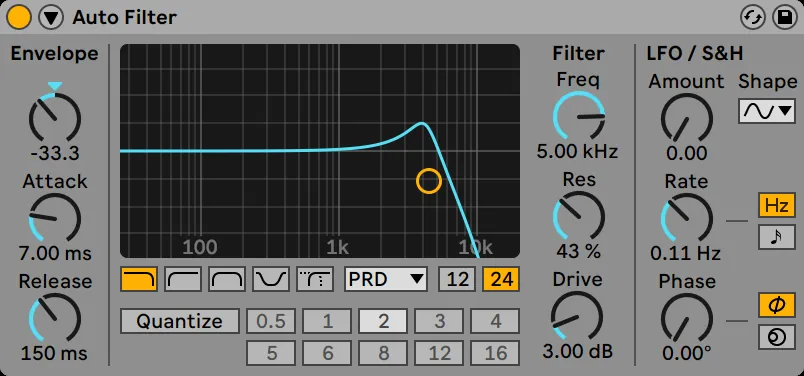 Auto Filter
Envelope
-33.3
Attack
7.00 ms
Release
150 ms
100 1k 10k
PRD 12 24
Quantize 0.5 1 2 3 4
5 6 8 12 16
Filter
Freq
5.00 kHz
Res
43 %
Drive
3.00 dB
LFO / S&H
Amount Shape
0.00
Rate
Hz
0.11 Hz
Phase
0.00°